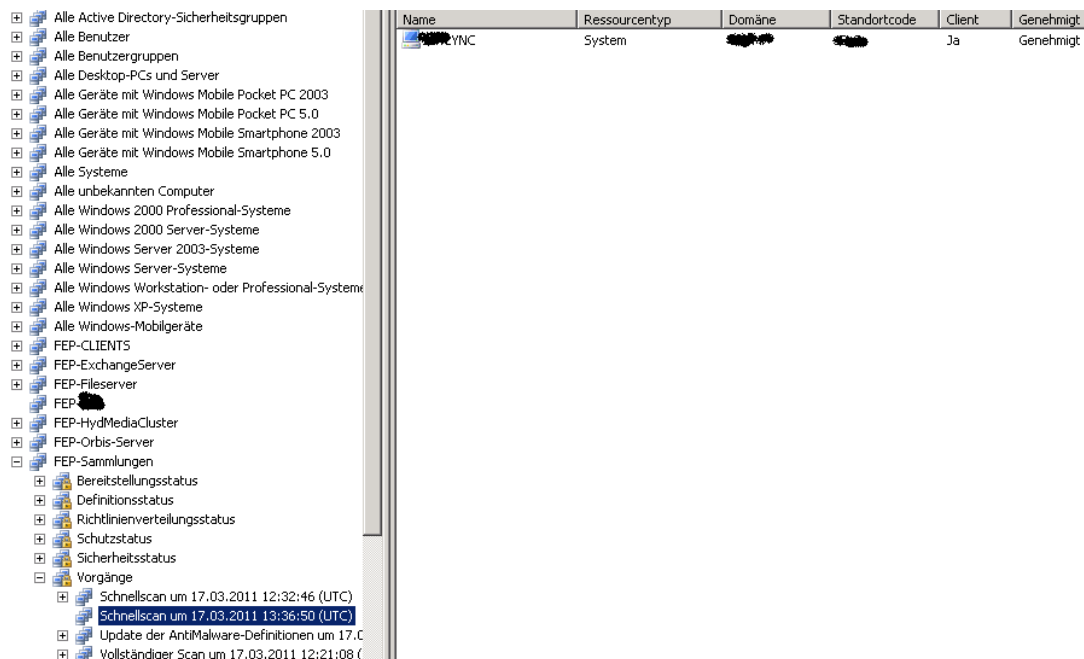 Alle Active Directory-Sicherheitsgruppen
Alle Benutzer
Alle Benutzergruppen
Alle Desktop-PCs und Server
Alle Geräte mit Windows Mobile Pocket PC 2003
Alle Geräte mit Windows Mobile Pocket PC 5.0
Alle Geräte mit Windows Mobile Smartphone 2003
Alle Geräte mit Windows Mobile Smartphone 5.0
Alle Systeme
Alle unbekannten Computer
Alle Windows 2000 Professional-Systeme
Alle Windows 2000 Server-Systeme
Alle Windows Server 2003-Systeme
Alle Windows Server-Systeme
Alle Windows Workstation- oder Professional-Systeme
Alle Windows XP-Systeme
Alle Windows-Mobilgeräte
FEP-CLIENTS
FEP-ExchangeServer
FEP-Fileserver
FEP-
FEP-HydMediaCluster
FEP-Orbis-Server
FEP-Sammlungen
Bereitstellungsstatus
Definitionsstatus
Richtlinienverteilungsstatus
Schutzstatus
Sicherheitsstatus
Vorgänge
Schnellscan um 17.03.2011 12:32:46 (UTC)
Schnellscan um 17.03.2011 13:36:50 (UTC)
Update der AntiMalware-Definitionen um 17.0
Vollständiger Scan um 17.03.2011 12:21:08 (
Name Ressourcentyp Domäne Standortcode Client Genehmigt
YNC System Ja Genehmigt